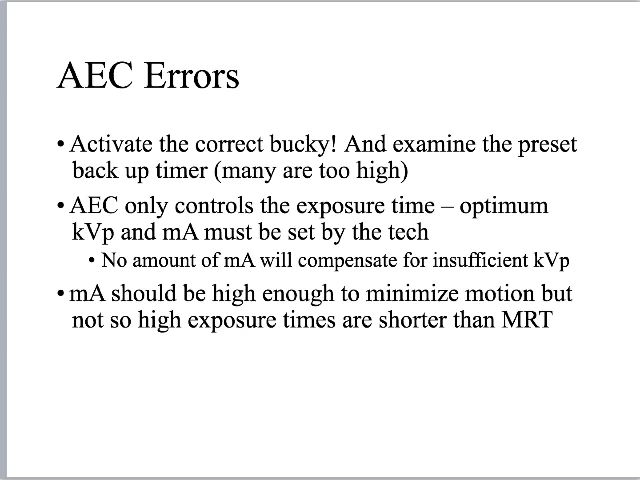 AEC Errors
• Activate the correct bucky! And examine the preset
back up timer (many are too high)
• AEC only controls the exposure time – optimum
kVp and mA must be set by the tech
• No amount of mA will compensate for insufficient kVp
• mA should be high enough to minimize motion but
not so high exposure times are shorter than MRT